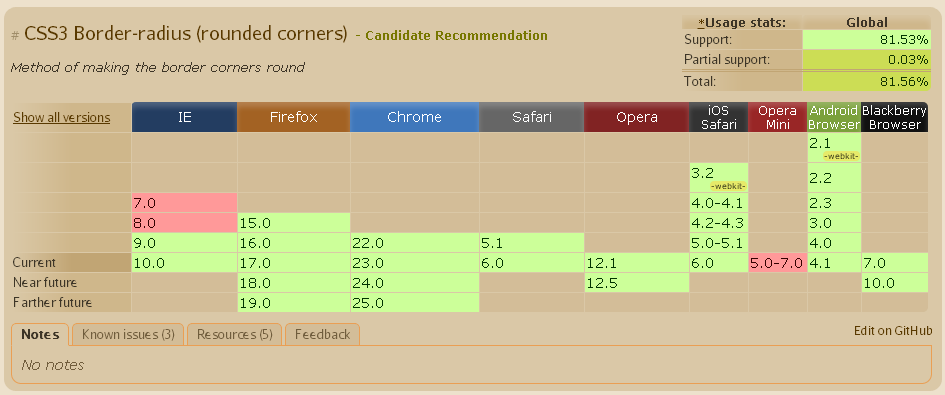 # CSS3 Border-radius (rounded corners) - Candidate Recommendation
Method of making the border corners round
*Usage stats: Global
Support: 81.53%
Partial support: 0.03%
Total: 81.56%
Show all versions IE Firefox Chrome Safari Opera iOS Safari Opera Mini Android Browser Blackberry Browser
2.1 -webkit-
3.2 -webkit- 2.2
7.0 4.0-4.1 2.3
8.0 15.0 4.2-4.3 3.0
9.0 16.0 22.0 5.1 5.0-5.1 4.0
Current 10.0 17.0 23.0 6.0 12.1 6.0 5.0-7.0 4.1 7.0
Near future 18.0 24.0 12.5 10.0
Farther future 19.0 25.0
Notes Known issues (3) Resources (5) Feedback Edit on GitHub
No notes